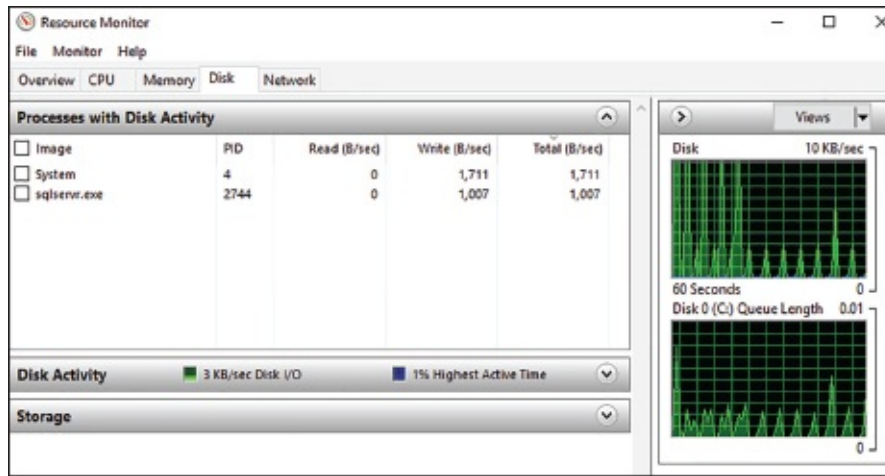 Resource Monitor
File Monitor Help
Overview CPU Memory Disk Network
Processes with Disk Activity
Image PID Read (B/sec) Write (B/sec) Total (B/sec)
System 4 0 1,711 1,711
sqlservr.exe 2744 0 1,007 1,007
Disk Activity 3 KB/sec Disk I/O 1% Highest Active Time
Storage
Views
Disk 10 KB/sec
60 Seconds 0
Disk 0 (C:) Queue Length 0.01
0